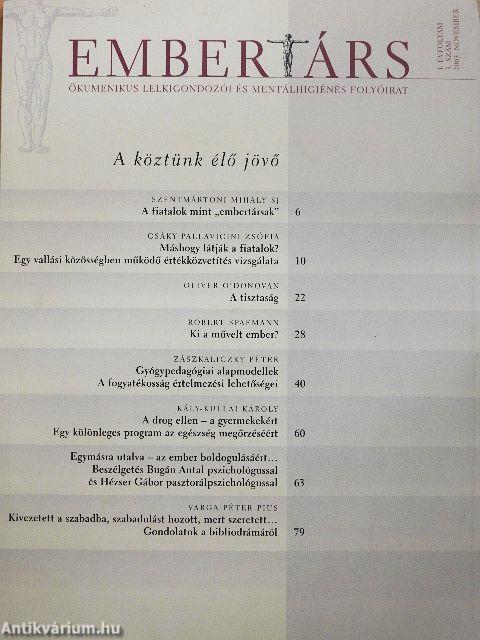 EMBERTÁRS
ÖKUMENIKUS LELKIGONDOZÓI ÉS MENTÁLHIGIÉNÉS FOLYÓIRAT
I. ÉVFOLYAM
3. SZÁM
2003. NOVEMBER
A köztünk élő jövő
SZENTMÁRTONI MIHÁLY SJ
A fiatalok mint „embertársak” 6
CSÁKY-PALLAVICINI ZSÓFIA
Máshogy látják a fiatalok?
Egy vallási közösségben működő értékközvetítés vizsgálata 10
OLIVER O'DONOVAN
A tisztaság 22
ROBERT SPAEMANN
Ki a művelt ember? 28
ZÁSZKALICZKY PÉTER
Gyógypedagógiai alapmodellek
A fogyatékosság értelmezési lehetőségei 40
KÁLY-KULLAI KÁROLY
A drog ellen – a gyermekekért
Egy különleges program az egészség megőrzéséért 60
Egymásra utalva – az ember boldogulásáért...
Beszélgetés Bugán Antal pszichológussal
és Hézser Gábor pasztorálpszichológussal 63
VARGA PÉTER PIUS
Kivezetett a szabadba, szabadulást hozott, mert szeretett...
Gondolatok a bibliodrámáról 79
Antikvárium.hu